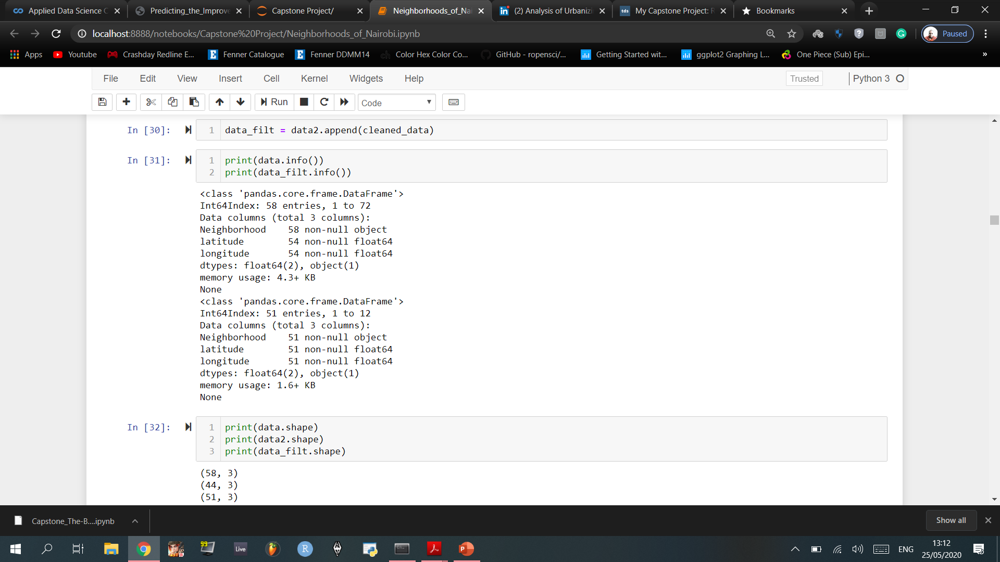 Applied Data Science C
Predicting_the_Improve
Capstone Project/
Neighborhoods_of_Nai
(2) Analysis of Urbanizi
tds My Capstone Project: R
Bookmarks
localhost:8888/notebooks/Capstone%20Project/Neighborhoods_of_Nairobi.ipynb
Paused
Apps
Youtube
Crashday Redline E...
Fenner Catalogue
Fenner DDMM14
Color Hex Color Co...
GitHub - ropensci/...
Getting Started wit...
ggplot2 Graphing L...
One Piece (Sub) Epi...
»
File Edit View Insert Cell Kernel Widgets Help
Trusted
Python 3
Run
Code
In [30]:
1 data_filt = data2.append(cleaned_data)
In [31]:
1 print(data.info())
2 print(data_filt.info())
<class 'pandas.core.frame.DataFrame'>
Int64Index: 58 entries, 1 to 72
Data columns (total 3 columns):
Neighborhood    58 non-null object
latitude        54 non-null float64
longitude       54 non-null float64
dtypes: float64(2), object(1)
memory usage: 4.3+ KB
None
<class 'pandas.core.frame.DataFrame'>
Int64Index: 51 entries, 1 to 12
Data columns (total 3 columns):
Neighborhood    51 non-null object
latitude        51 non-null float64
longitude       51 non-null float64
dtypes: float64(2), object(1)
memory usage: 1.6+ KB
None
In [32]:
1 print(data.shape)
2 print(data2.shape)
3 print(data_filt.shape)
(58, 3)
(44, 3)
(51, 3)
Capstone_The-B....ipynb
Show all
99
Live
R
P
ENG
13:12
25/05/2020